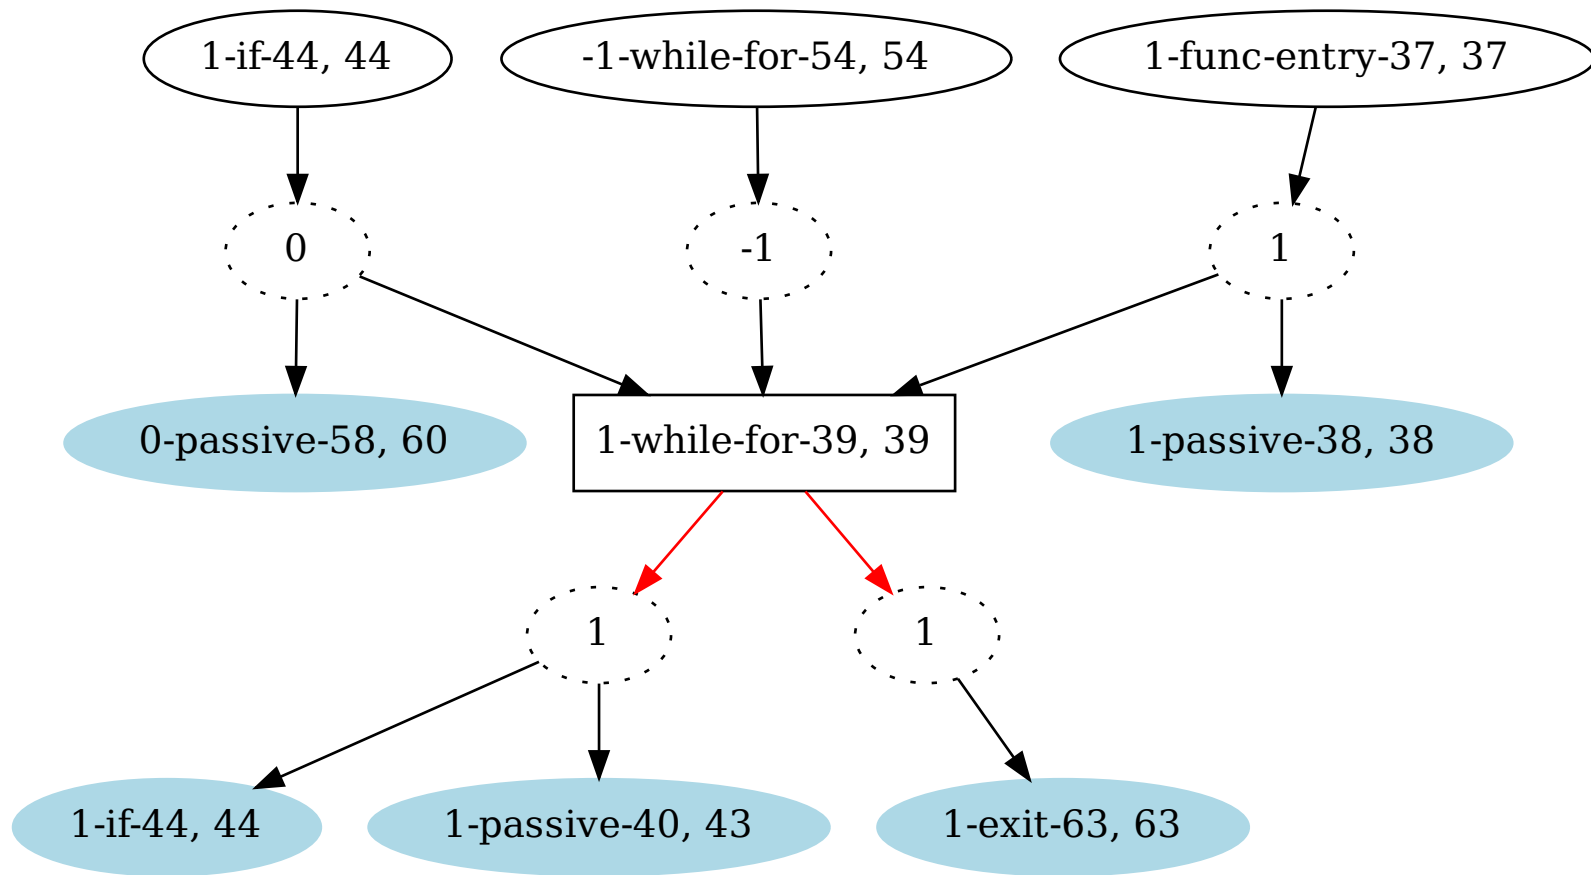 1-if-44, 44
-1-while-for-54, 54
1-func-entry-37, 37
0
-1
1
0-passive-58, 60
1-while-for-39, 39
1-passive-38, 38
1
1
1-if-44, 44
1-passive-40, 43
1-exit-63, 63